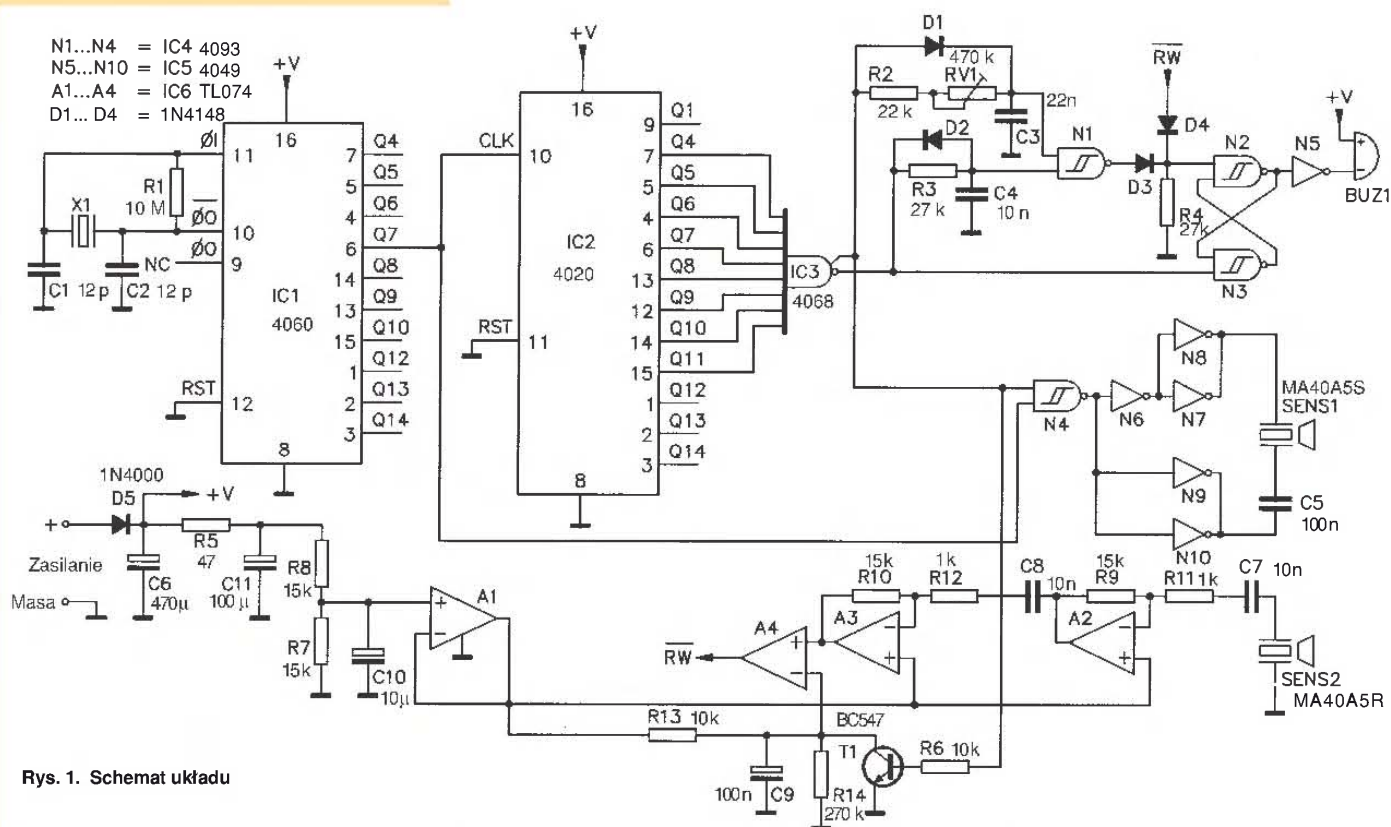 N1...N4 = IC4 4093
N5...N10 = IC5 4049
A1...A4 = IC6 TL074
D1... D4 = 1N4148
+V
ØI
11
16
R1
10 M
X1
ØO
10
ØO
NC
9
C1 12 p
C2 12 p
IC1
4060
RST
12
8
Q4
7
Q5
5
Q6
4
Q7
6
Q8
14
Q9
13
Q10
15
Q12
1
Q13
2
Q14
3
+V
16
CLK
10
IC2
4020
RST
11
8
Q1
9
Q4
7
Q5
5
Q6
4
Q7
6
Q8
13
Q9
12
Q10
14
Q11
15
Q12
1
Q13
2
Q14
3
IC3
4068
D1
470 k
R2
22 k
RV1
22n
C3
D2
R3
27 k
C4
10 n
N1
RW
D4
D3
R4
27k
N2
N3
N5
+V
+
−
BUZ1
N4
N6
N8
N7
N9
N10
MA40A5S
SENS1
C5
100n
1N4000
D5
+V
+
Zasilanie
Masa
C6
470µ
R5
47
C11
100 µ
R8
15k
R7
15k
C10
10µ
+
−
A1
RW
A4
+
−
15k
R10
A3
−
+
1k
R12
C8
10n
15k
R9
A2
−
+
R11 1k
C7
10n
SENS2
MA40A5R
R13 10k
100n
C9
R14
270 k
BC547
T1
R6 10k
Rys. 1. Schemat układu